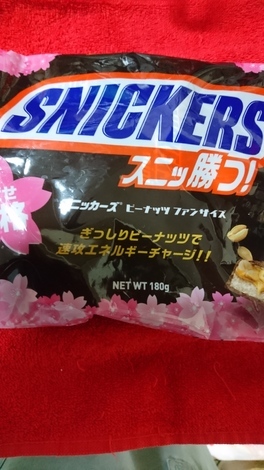 SNICKERS
スニッ勝つ!
ニッカーズ ピーナッツ ファンサイズ
せ
格
ぎっしりピーナッツで
速攻エネルギーチャージ!!
NET WT 180g